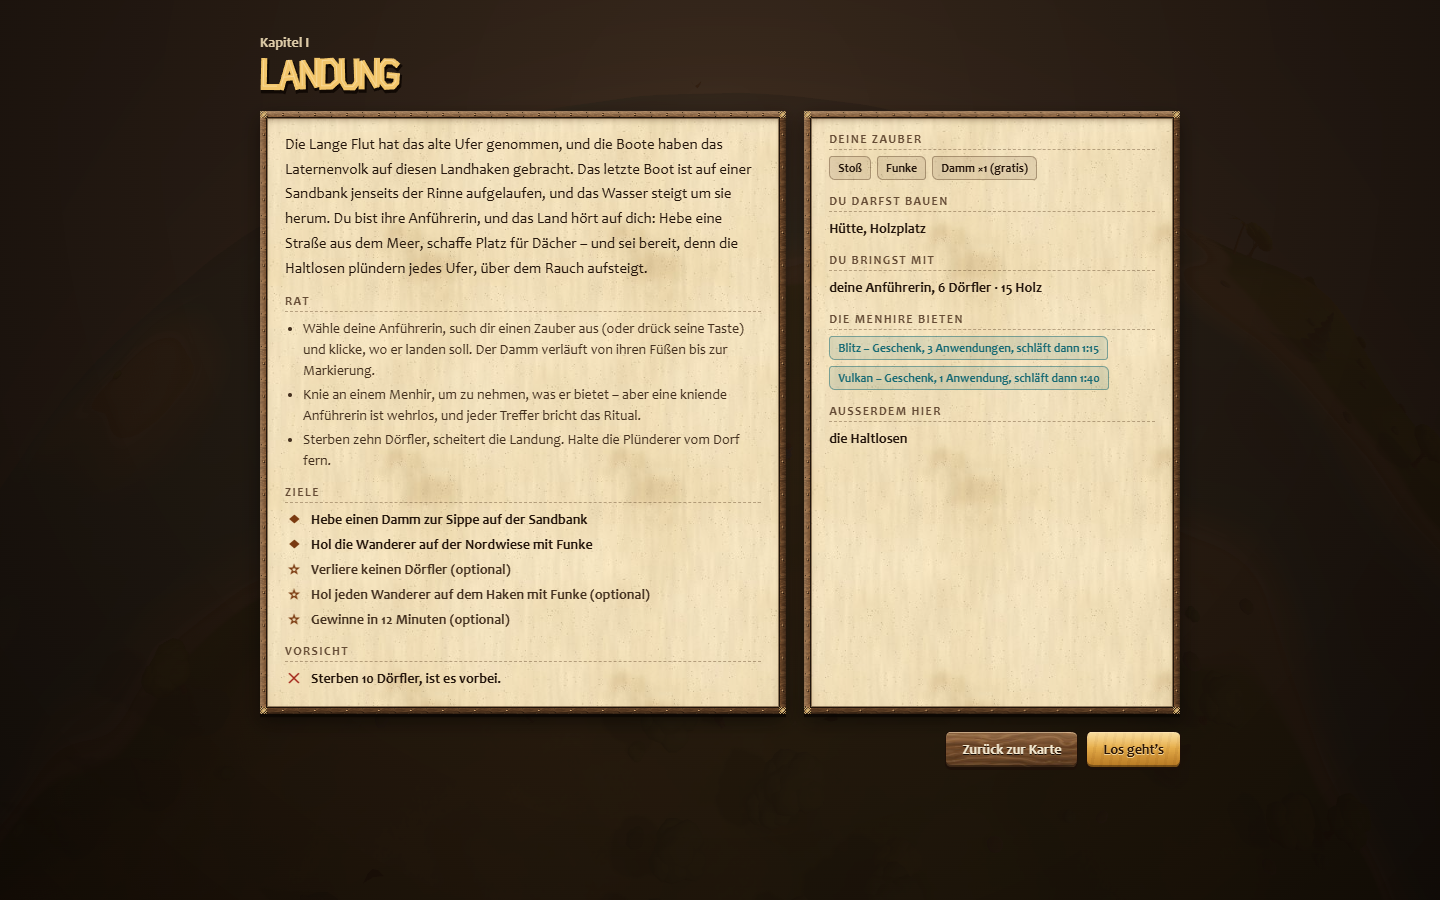 Kapitel I
LANDUNG
Die Lange Flut hat das alte Ufer genommen, und die Boote haben das
Laternenvolk auf diesen Landhaken gebracht. Das letzte Boot ist auf einer
Sandbank jenseits der Rinne aufgelaufen, und das Wasser steigt um sie
herum. Du bist ihre Anführerin, und das Land hört auf dich: Hebe eine
Straße aus dem Meer, schaffe Platz für Dächer – und sei bereit, denn die
Haltlosen plündern jedes Ufer, über dem Rauch aufsteigt.
RAT
• Wähle deine Anführerin, such dir einen Zauber aus (oder drück seine Taste)
und klicke, wo er landen soll. Der Damm verläuft von ihren Füßen bis zur
Markierung.
• Knie an einem Menhir, um zu nehmen, was er bietet – aber eine kniende
Anführerin ist wehrlos, und jeder Treffer bricht das Ritual.
• Sterben zehn Dörfler, scheitert die Landung. Halte die Plünderer vom Dorf
fern.
ZIELE
Hebe einen Damm zur Sippe auf der Sandbank
Hol die Wanderer auf der Nordwiese mit Funke
Verliere keinen Dörfler (optional)
Hol jeden Wanderer auf dem Haken mit Funke (optional)
Gewinne in 12 Minuten (optional)
VORSICHT
Sterben 10 Dörfler, ist es vorbei.
DEINE ZAUBER
Stoß Funke Damm ×1 (gratis)
DU DARFST BAUEN
Hütte, Holzplatz
DU BRINGST MIT
deine Anführerin, 6 Dörfler · 15 Holz
DIE MENHIRE BIETEN
Blitz – Geschenk, 3 Anwendungen, schläft dann 1:15
Vulkan – Geschenk, 1 Anwendung, schläft dann 1:40
AUSSERDEM HIER
die Haltlosen
Zurück zur Karte Los geht’s